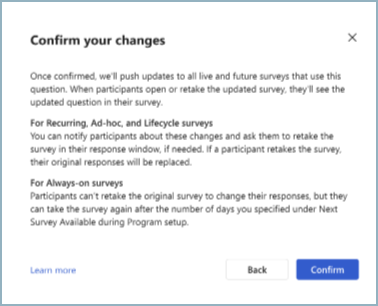 Confirm your changes
Once confirmed, we'll push updates to all live and future surveys that use this
question. When participants open or retake the updated survey, they'll see the
updated question in their survey.
For Recurring, Ad-hoc, and Lifecycle surveys
You can notify participants about these changes and ask them to retake the
survey in their response window, if needed. If a participant retakes the survey,
their original responses will be replaced.
For Always-on surveys
Participants can't retake the original survey to change their responses, but they
can take the survey again after the number of days you specified under Next
Survey Available during Program setup.
Learn more
Back
Confirm